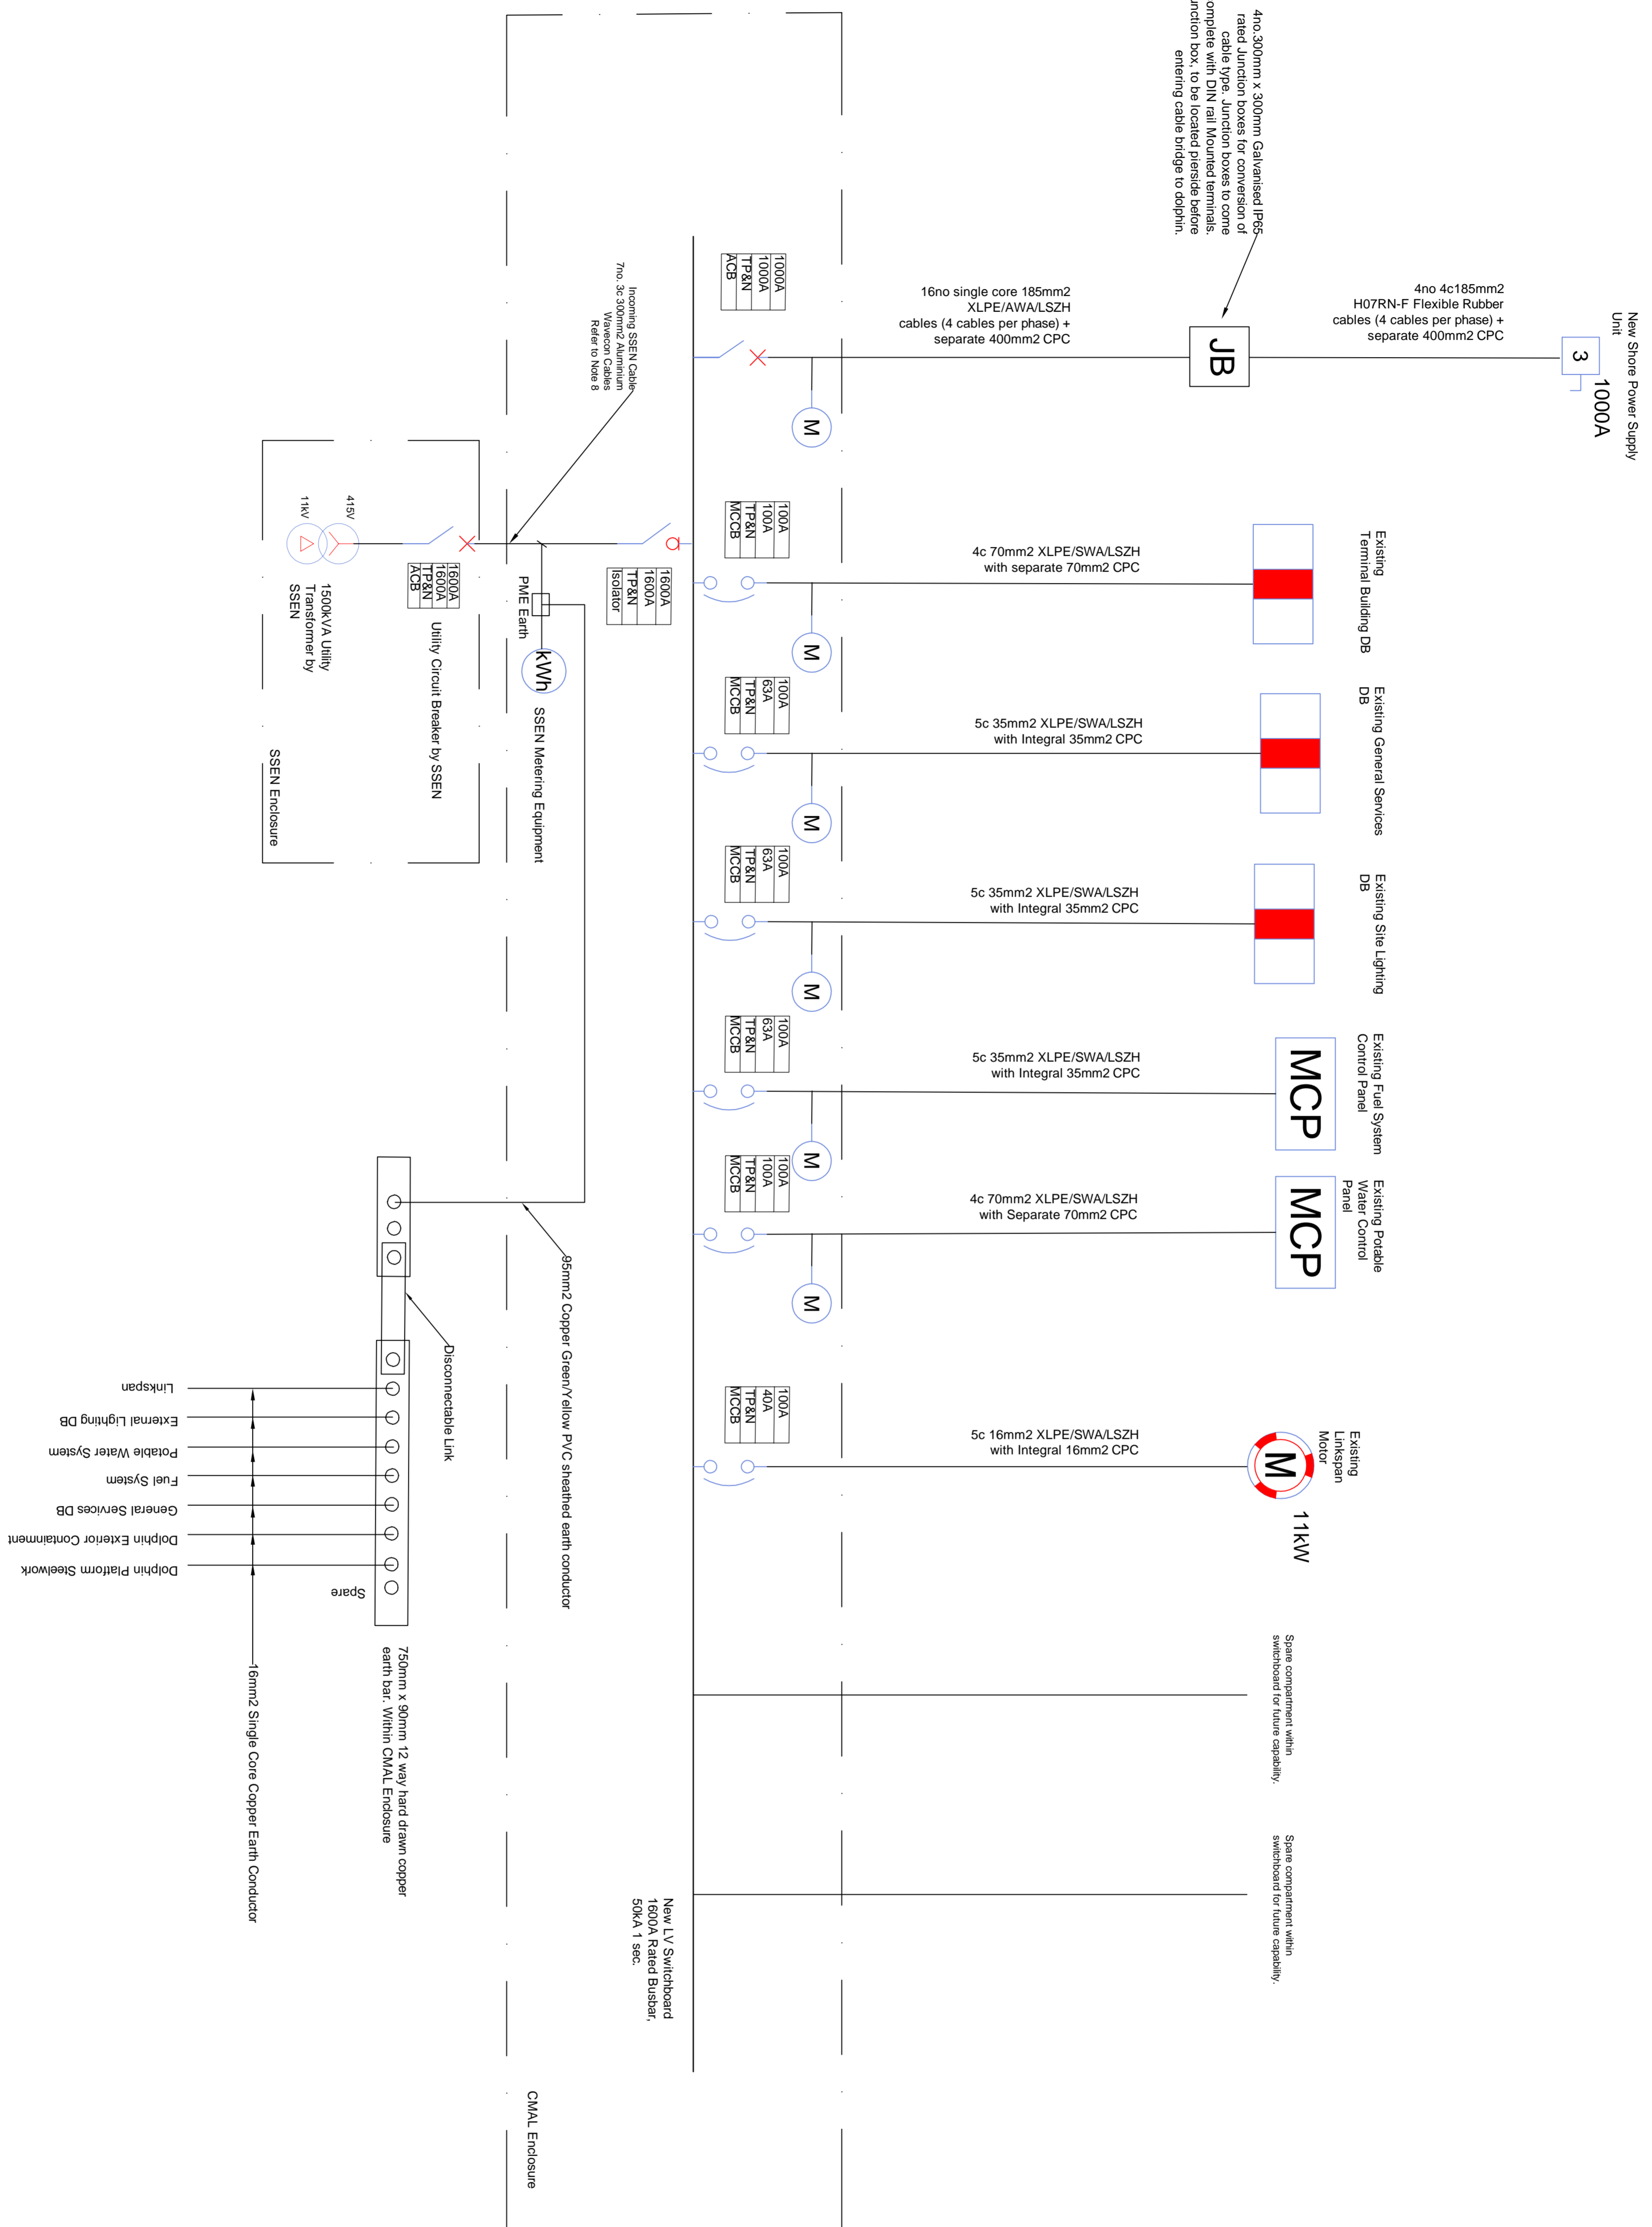 New Shore Power Supply
Unit
3
1000A
4no 4c185mm2
H07RN-F Flexible Rubber
cables (4 cables per phase) +
separate 400mm2 CPC
4no.300mm x 300mm Galvanised IP65
rated Junction boxes for conversion of
cable type. Junction boxes to come
omplete with DIN rail Mounted terminals.
unction box, to be located pierside before
entering cable bridge to dolphin.
JB
16no single core 185mm2
XLPE/AWA/LSZH
cables (4 cables per phase) +
separate 400mm2 CPC
M
1000A
1000A
TP&N
ACB
Existing
Terminal Building DB
4c 70mm2 XLPE/SWA/LSZH
with separate 70mm2 CPC
M
100A
100A
TP&N
MCCB
Existing General Services
DB
5c 35mm2 XLPE/SWA/LSZH
with Integral 35mm2 CPC
M
100A
63A
TP&N
MCCB
Existing Site Lighting
DB
5c 35mm2 XLPE/SWA/LSZH
with Integral 35mm2 CPC
M
100A
63A
TP&N
MCCB
Existing Fuel System
Control Panel
MCP
5c 35mm2 XLPE/SWA/LSZH
with Integral 35mm2 CPC
M
100A
63A
TP&N
MCCB
Existing Potable
Water Control
Panel
MCP
4c 70mm2 XLPE/SWA/LSZH
with Separate 70mm2 CPC
M
100A
100A
TP&N
MCCB
Existing
Linkspan
Motor
M
11kW
5c 16mm2 XLPE/SWA/LSZH
with Integral 16mm2 CPC
100A
40A
TP&N
MCCB
Spare compartment within
switchboard for future capability.
Spare compartment within
switchboard for future capability.
New LV Switchboard
1600A Rated Busbar,
50kA 1 sec.
CMAL Enclosure
Incoming SSEN Cable
7no. 3c 300mm2 Aluminium
Wavecon Cables
Refer to Note 8
1600A
1600A
TP&N
Isolator
PME Earth
kWh
SSEN Metering Equipment
1600A
1600A
TP&N
ACB
Utility Circuit Breaker by SSEN
415V
11kV
1500kVA Utility
Transformer by
SSEN
SSEN Enclosure
95mm2 Copper Green/Yellow PVC sheathed earth conductor
Disconnectable Link
750mm x 90mm 12 way hard drawn copper
earth bar. Within CMAL Enclosure
16mm2 Single Core Copper Earth Conductor
Linkspan
External Lighting DB
Potable Water System
Fuel System
General Services DB
Dolphin Exterior Containment
Dolphin Platform Steelwork
Spare